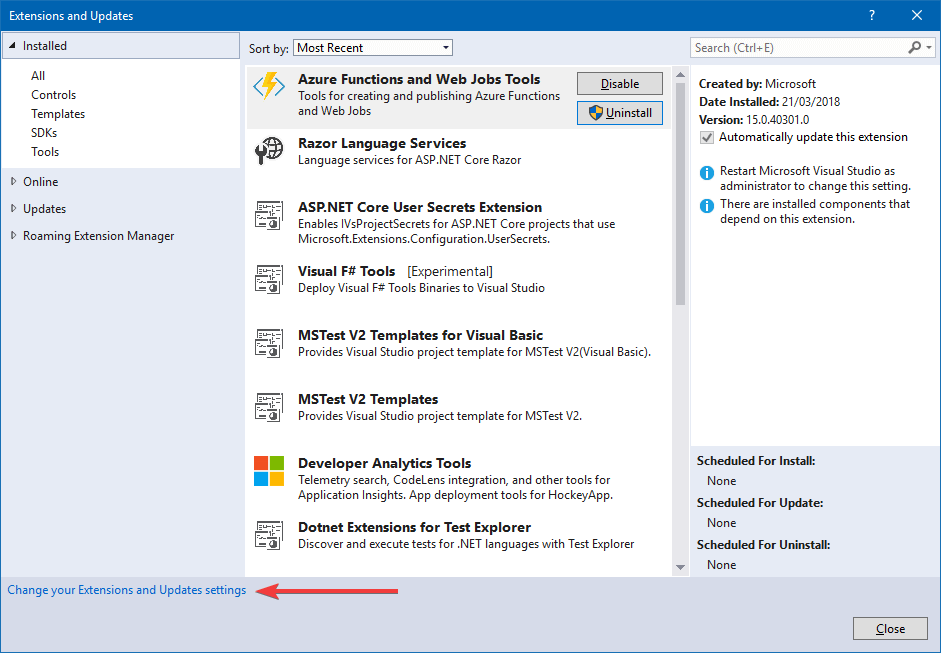 Extensions and Updates
?
Installed
All
Controls
Templates
SDKs
Tools
Online
Updates
Roaming Extension Manager
Sort by: Most Recent
Azure Functions and Web Jobs Tools
Tools for creating and publishing Azure Functions
and Web Jobs
Disable
Uninstall
Razor Language Services
Language services for ASP.NET Core Razor
ASP.NET Core User Secrets Extension
Enables IVsProjectSecrets for ASP.NET Core projects that use
Microsoft.Extensions.Configuration.UserSecrets.
Visual F# Tools [Experimental]
Deploy Visual F# Tools Binaries to Visual Studio
MSTest V2 Templates for Visual Basic
Provides Visual Studio project template for MSTest V2(Visual Basic).
MSTest V2 Templates
Provides Visual Studio project template for MSTest V2.
Developer Analytics Tools
Telemetry search, CodeLens integration, and other tools for
Application Insights. App deployment tools for HockeyApp.
Dotnet Extensions for Test Explorer
Discover and execute tests for .NET languages with Test Explorer
Search (Ctrl+E)
Created by: Microsoft
Date Installed: 21/03/2018
Version: 15.0.40301.0
Automatically update this extension
Restart Microsoft Visual Studio as
administrator to change this setting.
There are installed components that
depend on this extension.
Scheduled For Install:
None
Scheduled For Update:
None
Scheduled For Uninstall:
None
Change your Extensions and Updates settings
Close